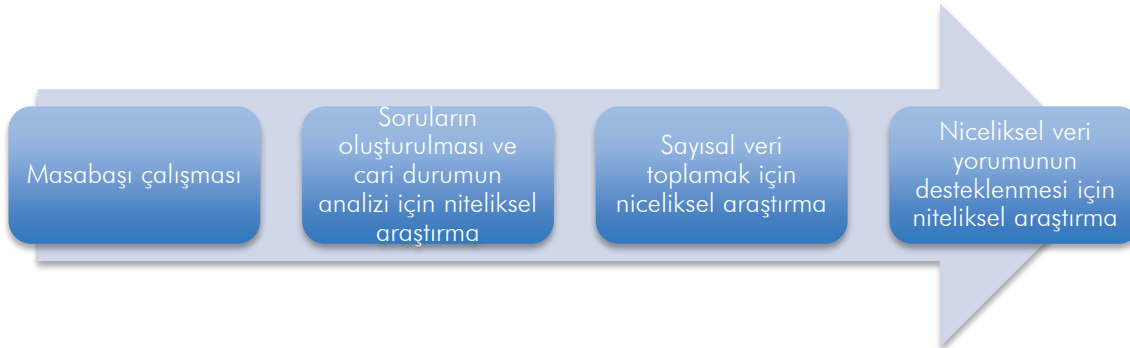 Masabaşı çalışması
Soruların
oluşturulması ve
cari durumun
analizi için niteliksel
araştırma
Sayısal veri
toplamak için
niceliksel araştırma
Niceliksel veri
yorumunun
desteklenmesi için
niteliksel araştırma